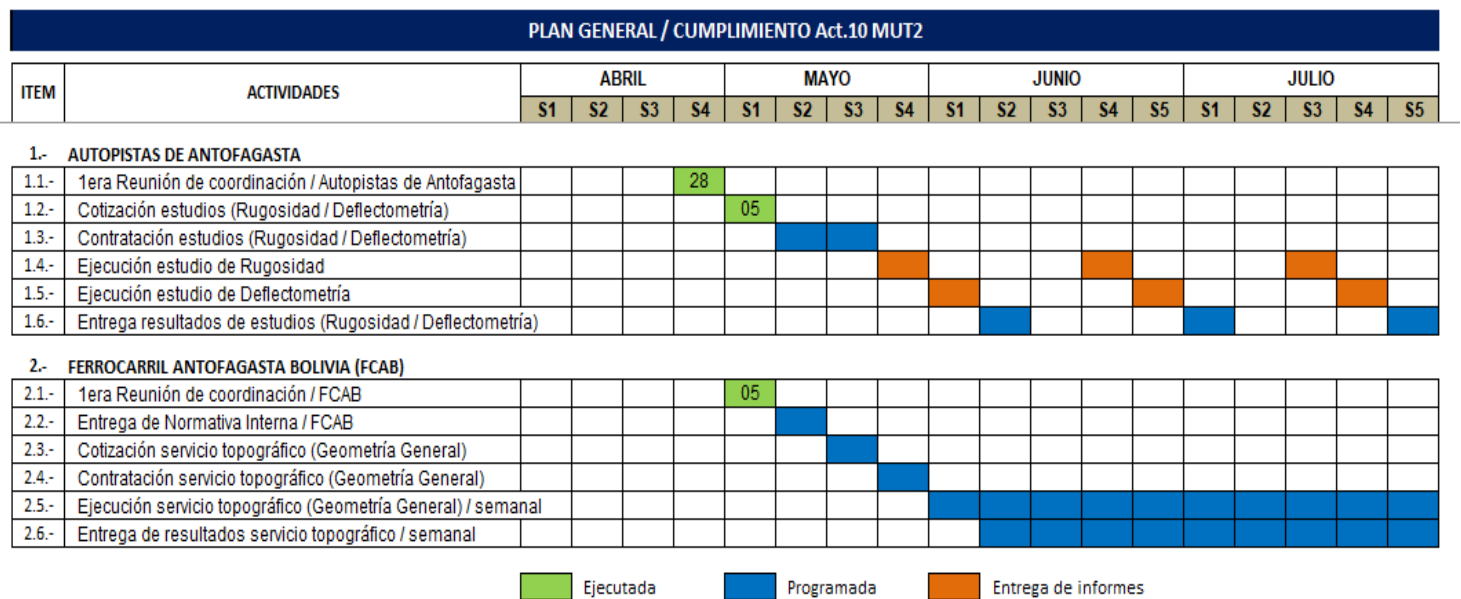 PLAN GENERAL / CUMPLIMIENTO Act.10 MUT2
ITEM ACTIVIDADES ABRIL MAYO JUNIO JULIO
S1 S2 S3 S4 S1 S2 S3 S4 S1 S2 S3 S4 S5 S1 S2 S3 S4 S5
1.- AUTOPISTAS DE ANTOFAGASTA
1.1.- 1era Reunión de coordinación / Autopistas de Antofagasta 28
1.2.- Cotización estudios (Rugosidad / Deflectometría) 05
1.3.- Contratación estudios (Rugosidad / Deflectometría)
1.4.- Ejecución estudio de Rugosidad
1.5.- Ejecución estudio de Deflectometría
1.6.- Entrega resultados de estudios (Rugosidad / Deflectometría)
2.- FERROCARRIL ANTOFAGASTA BOLIVIA (FCAB)
2.1.- 1era Reunión de coordinación / FCAB 05
2.2.- Entrega de Normativa Interna / FCAB
2.3.- Cotización servicio topográfico (Geometría General)
2.4.- Contratación servicio topográfico (Geometría General)
2.5.- Ejecución servicio topográfico (Geometría General) / semanal
2.6.- Entrega de resultados servicio topográfico / semanal
Ejecutada Programada Entrega de informes